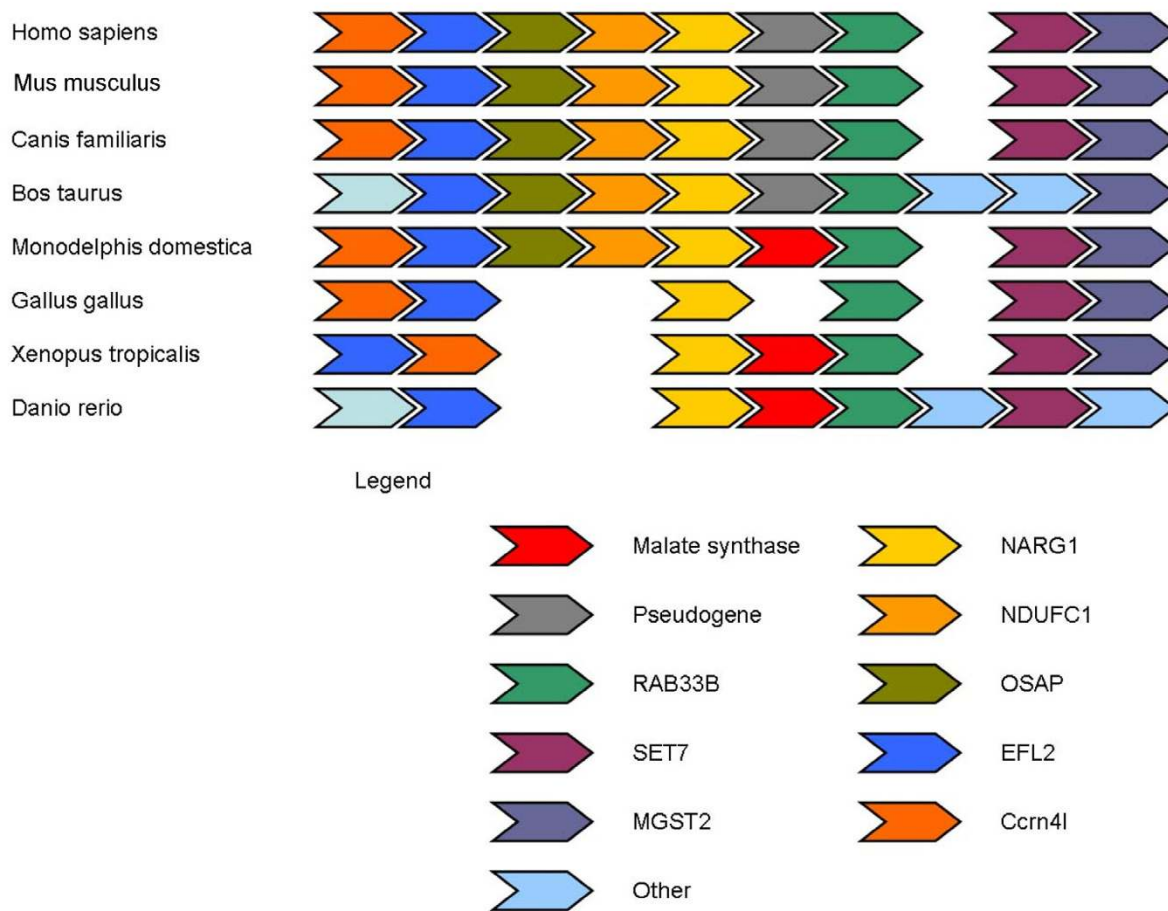 Homo sapiens
Mus musculus
Canis familiaris
Bos taurus
Monodelphis domestica
Gallus gallus
Xenopus tropicalis
Danio rerio
Legend
Malate synthase
NARG1
Pseudogene
NDUFC1
RAB33B
OSAP
SET7
EFL2
MGST2
Ccrn4l
Other